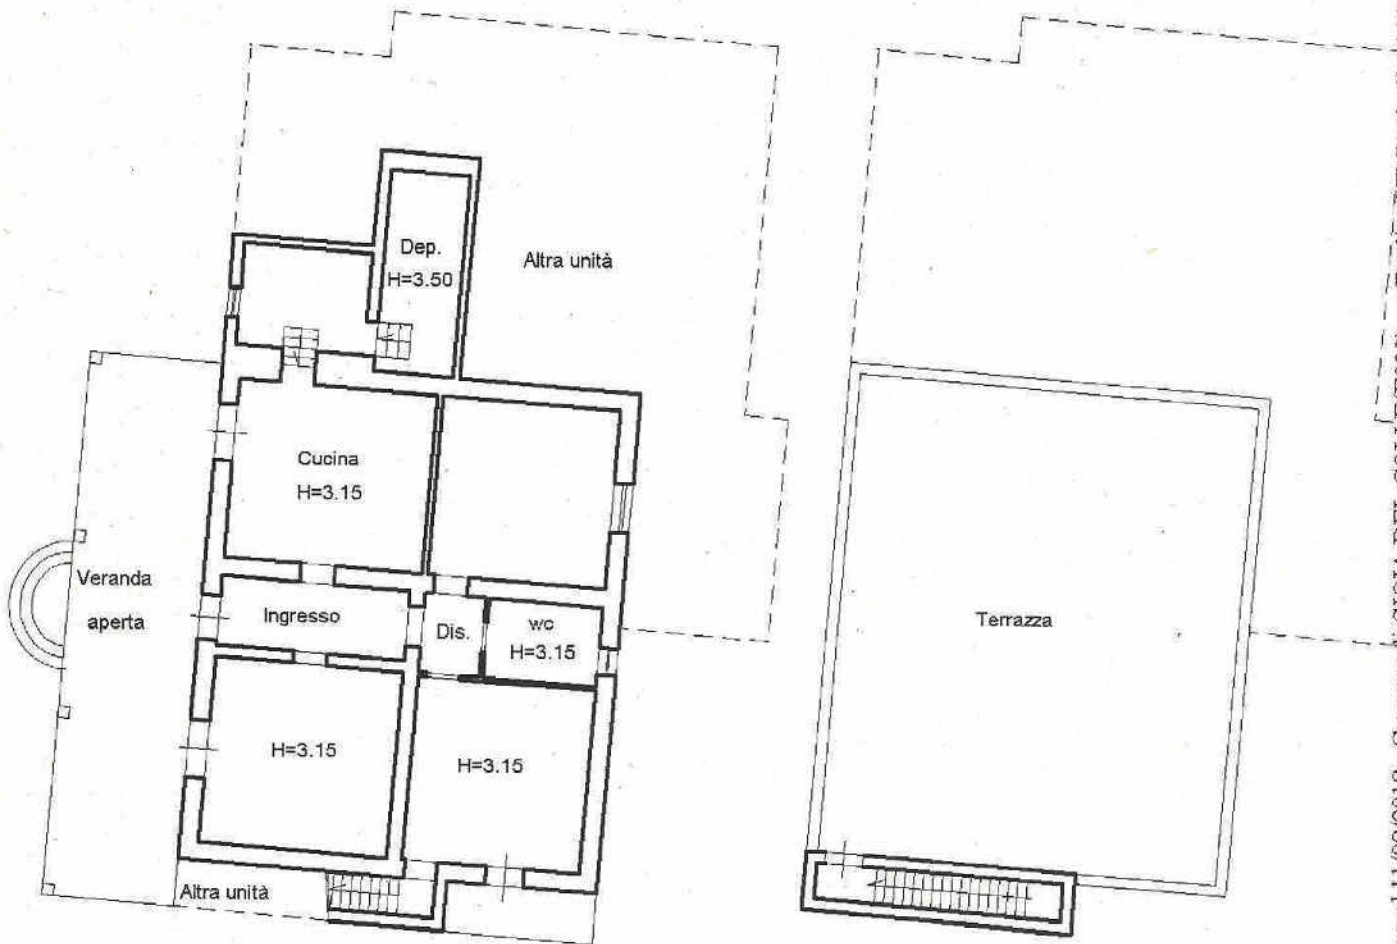 Dep.
H=3.50
Altra unità
Cucina
H=3.15
Veranda
aperta
Ingresso
Dis.
wc
H=3.15
H=3.15
H=3.15
Altra unità
Terrazza